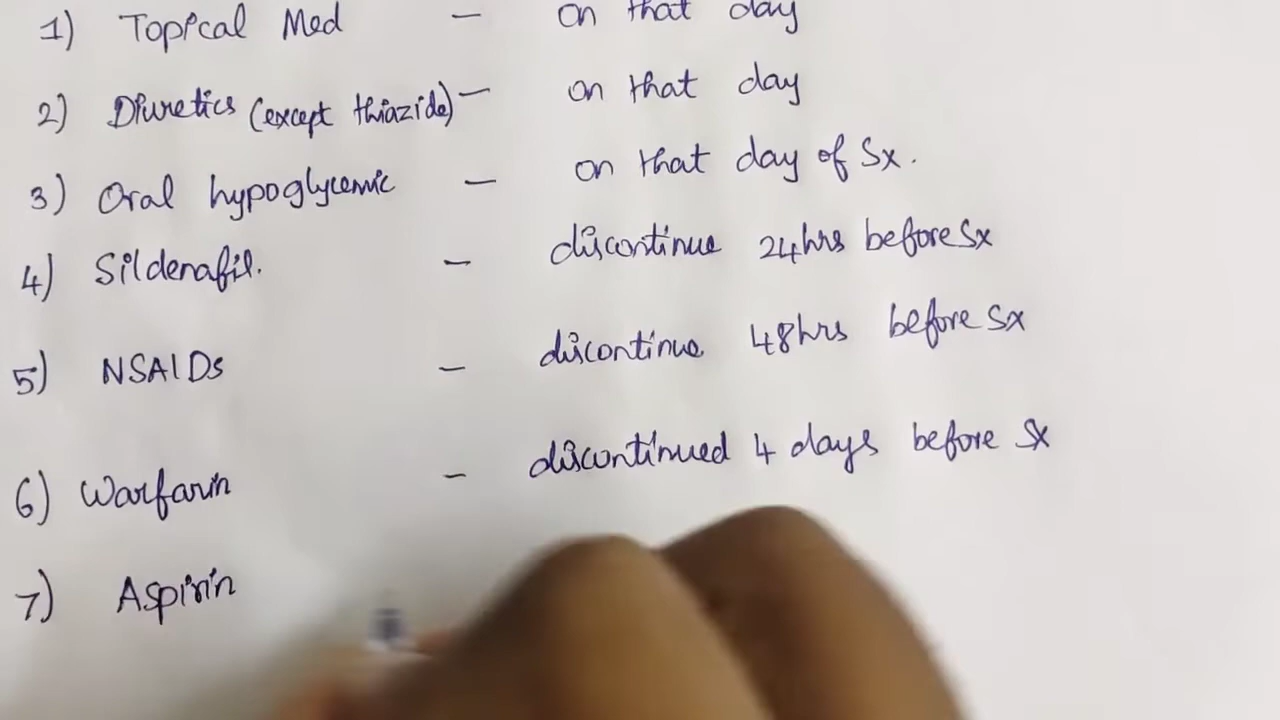 1) Topical Med — on that day
2) Diuretics (except thiazide) — on that day
3) Oral hypoglycemic — on that day of Sx.
4) Sildenafil. — discontinue 24hrs before Sx
5) NSAIDs — discontinue 48hrs before Sx
6) Warfarin — discontinued 4 days before Sx
7) Aspirin